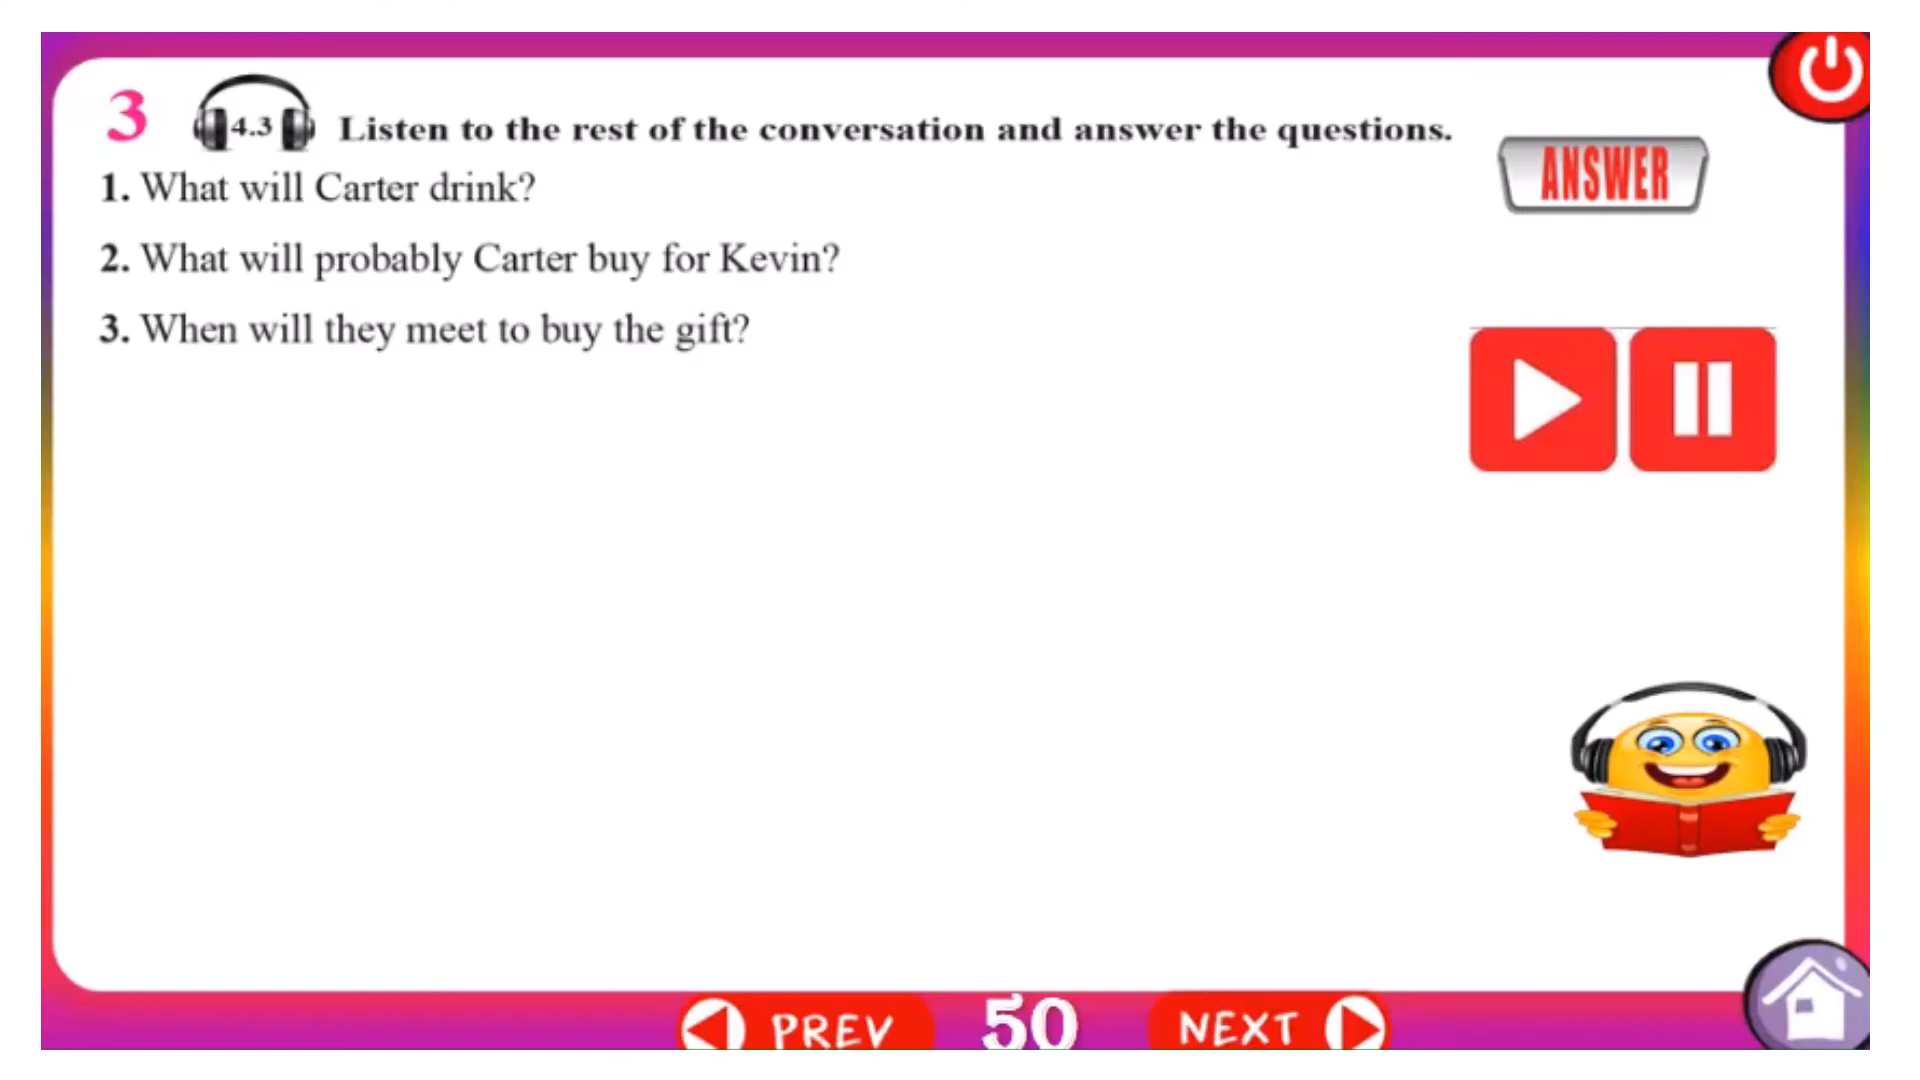 3 4.3 Listen to the rest of the conversation and answer the questions.
ANSWER
1. What will Carter drink?
2. What will probably Carter buy for Kevin?
3. When will they meet to buy the gift?
PREV 50 NEXT